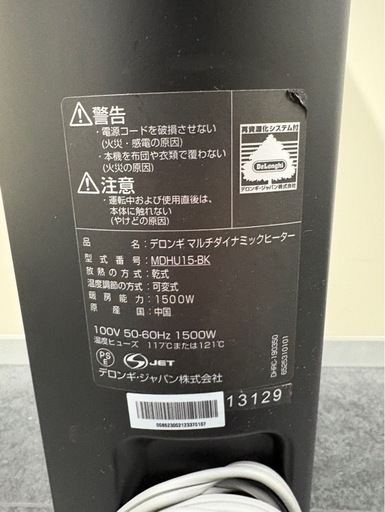 警告
・電源コードを破損させない
(火災・感電の原因)
・本機を布団や衣類で覆わない
(火災の原因)
注意
・運転中および使用直後は、
本体に触れない
(やけどの原因)
再資源化システム付
DeLonghi
デロンギ・ジャパン株式会社
品名:デロンギ マルチダイナミックヒーター
型式番号:MDHU15-BK
放熱の方式:乾式
温度調節の方式:可変式
暖房能力:1500W
原産国:中国
100V 50-60Hz 1500W
温度ヒューズ 117℃または121℃
PS
E
S JET
デロンギ・ジャパン株式会社
DHRC-190350
6525310101
13129